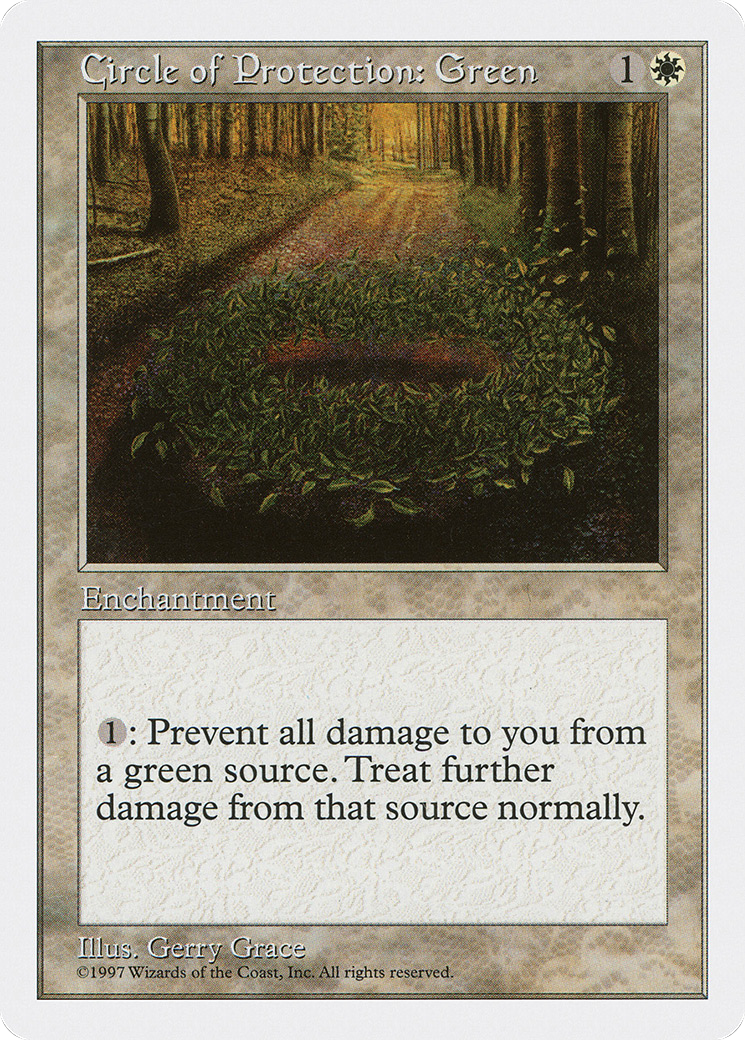 Circle of Protection: Green 1
Enchantment
1: Prevent all damage to you from
a green source. Treat further
damage from that source normally.
Illus. Gerry Grace
©1997 Wizards of the Coast, Inc. All rights reserved.